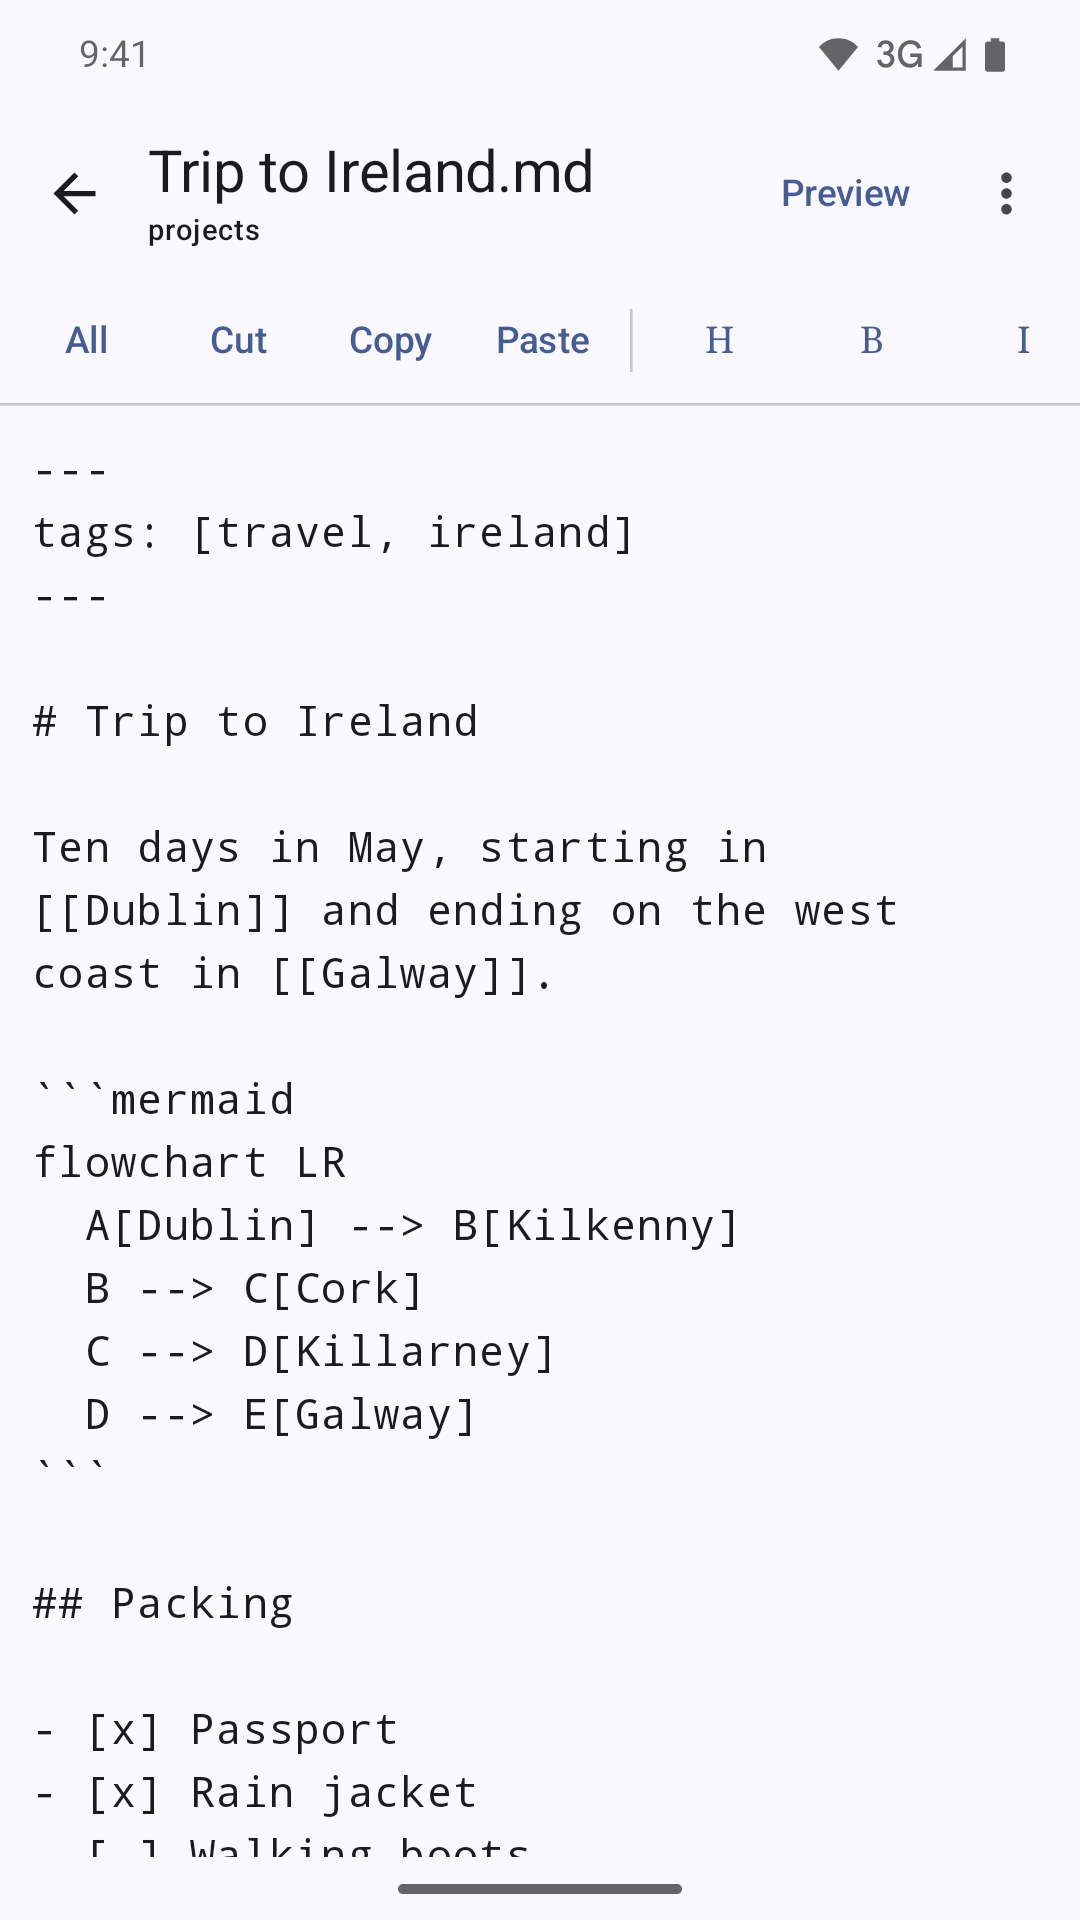 9:41
3G
Trip to Ireland.md
Preview
projects
All Cut Copy Paste H B I
---
tags: [travel, ireland]
---
# Trip to Ireland
Ten days in May, starting in
[[Dublin]] and ending on the west
coast in [[Galway]].
```mermaid
flowchart LR
  A[Dublin] --> B[Kilkenny]
  B --> C[Cork]
  C --> D[Killarney]
  D --> E[Galway]
```
## Packing
- [x] Passport
- [x] Rain jacket
[ ] Walking boots